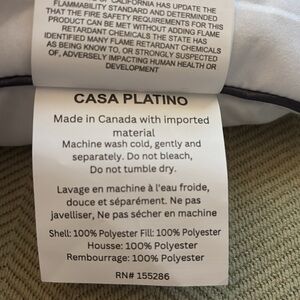 OF CALIFORNIA HAS UPDATE THE
FLAMMABILITY STANDARD AND DETERMINDED
THAT THE FIRE SAFETY REQUIREMENTS FOR THIS
PRODUCT CAN BE MET WITHOUT ADDING FLAME
RETARDANT CHEMICALS THE STATE HAS
IDENTIFIED MANY FLAME RETARDANT CHEMICALS
AS BEING KNOW TO, OR STRONGLY SUSPECTED
OF, ADVERSELY IMPACTING HUMAN HEALTH OR
DEVELOPMENT
CASA PLATINO
Made in Canada with imported
material
Machine wash cold, gently and
separately. Do not bleach,
Do not tumble dry.
Lavage en machine à l'eau froide,
douce et séparément. Ne pas
javelliser, Ne pas sécher en machine
Shell: 100% Polyester Fill: 100% Polyester
Housse: 100% Polyester
Rembourrage: 100% Polyester
RN# 155286